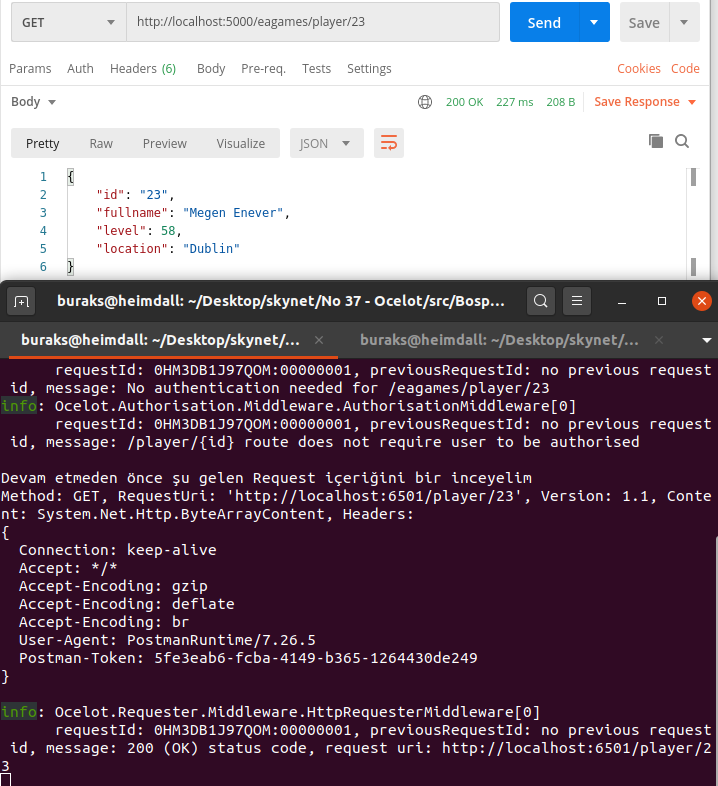 GET http://localhost:5000/eagames/player/23 Send Save
Params Auth Headers (6) Body Pre-req. Tests Settings Cookies Code
Body 200 OK 227 ms 208 B Save Response
Pretty Raw Preview Visualize JSON
1 {
2 "id": "23",
3 "fullname": "Megen Enever",
4 "level": 58,
5 "location": "Dublin"
6 }
buraks@heimdall: ~/Desktop/skynet/No 37 - Ocelot/src/Bosp...
buraks@heimdall: ~/Desktop/skynet/... buraks@heimdall: ~/Desktop/skynet/...
requestId: 0HM3DB1J97QOM:00000001, previousRequestId: no previous request
id, message: No authentication needed for /eagames/player/23
info: Ocelot.Authorisation.Middleware.AuthorisationMiddleware[0]
requestId: 0HM3DB1J97QOM:00000001, previousRequestId: no previous request
id, message: /player/{id} route does not require user to be authorised
Devam etmeden önce şu gelen Request içeriğini bir inceyelim
Method: GET, RequestUri: 'http://localhost:6501/player/23', Version: 1.1, Conte
nt: System.Net.Http.ByteArrayContent, Headers:
{
Connection: keep-alive
Accept: */*
Accept-Encoding: gzip
Accept-Encoding: deflate
Accept-Encoding: br
User-Agent: PostmanRuntime/7.26.5
Postman-Token: 5fe3eab6-fcba-4149-b365-1264430de249
}
info: Ocelot.Requester.Middleware.HttpRequesterMiddleware[0]
requestId: 0HM3DB1J97QOM:00000001, previousRequestId: no previous request
id, message: 200 (OK) status code, request uri: http://localhost:6501/player/2
3